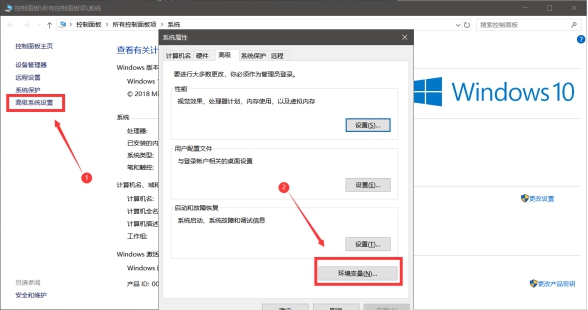 控制面板\所有控制面板项\系统
控制面板 › 所有控制面板项 › 系统
搜索控制面板
控制面板主页
设备管理器
远程设置
系统保护
高级系统设置
1
另请参阅
安全和维护
查看有关计
Windows 版本
Windows 1
© 2018 Mi
系统
处理器:
已安装的内
系统类型:
笔和触控:
计算机名、域和
计算机名:
计算机全名
计算机描述
工作组:
Windows 激活
Windows 已
产品 ID: 00
系统属性
计算机名 硬件 高级 系统保护 远程
要进行大多数更改，你必须作为管理员登录。
性能
视觉效果，处理器计划，内存使用，以及虚拟内存
设置(S)...
用户配置文件
与登录帐户相关的桌面设置
设置(E)...
2
启动和故障恢复
系统启动、系统故障和调试信息
设置(T)...
环境变量(N)...
Windows 10
更改设置
更改产品密钥